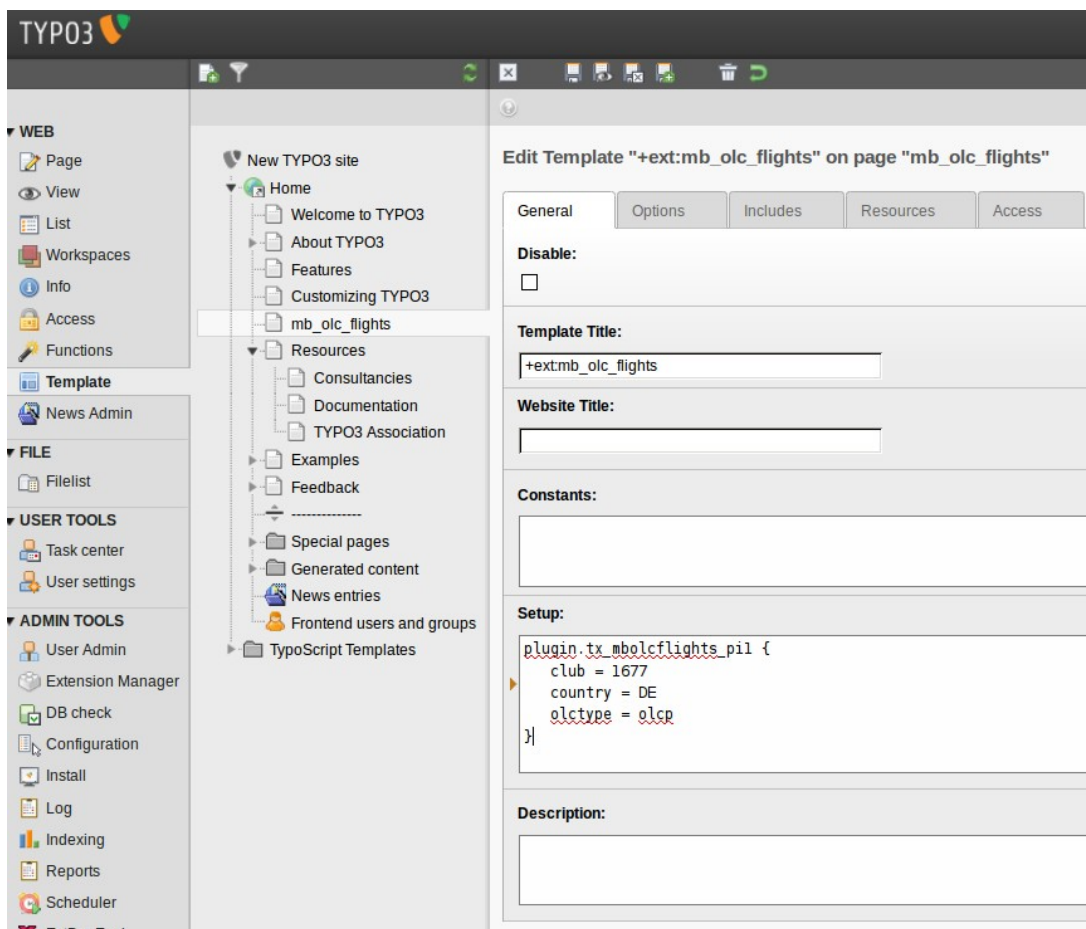 TYPO3
WEB
Page
View
List
Workspaces
Info
Access
Functions
Template
News Admin
FILE
Filelist
USER TOOLS
Task center
User settings
ADMIN TOOLS
User Admin
Extension Manager
DB check
Configuration
Install
Log
Indexing
Reports
Scheduler
New TYPO3 site
Home
Welcome to TYPO3
About TYPO3
Features
Customizing TYPO3
mb_olc_flights
Resources
Consultancies
Documentation
TYPO3 Association
Examples
Feedback
--------------
Special pages
Generated content
News entries
Frontend users and groups
TypoScript Templates
Edit Template "+ext:mb_olc_flights" on page "mb_olc_flights"
General Options Includes Resources Access
Disable:
Template Title:
+ext:mb_olc_flights
Website Title:
Constants:
Setup:
plugin.tx_mbolcflights_pi1 {
club = 1677
country = DE
olctype = olcp
}
Description: